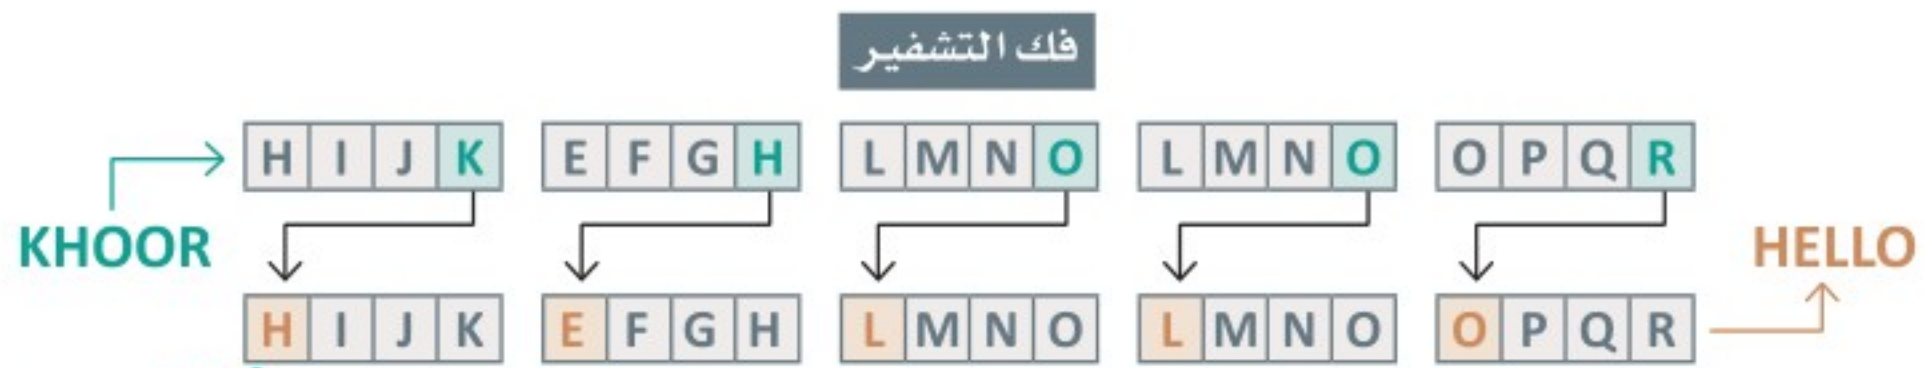 فك التشفير
H I J K E F G H L M N O L M N O O P Q R
KHOOR
HELLO
H I J K E F G H L M N O L M N O O P Q R